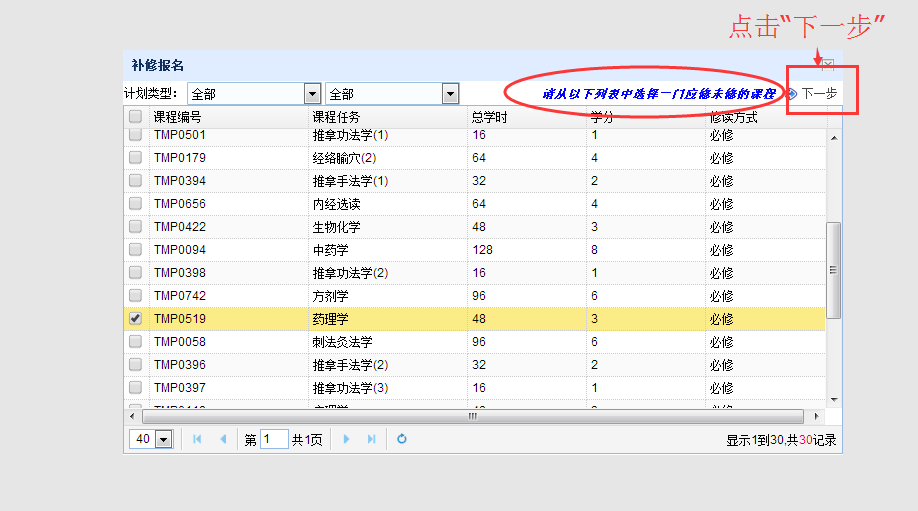 点击“下一步”
补修报名
计划类型： 全部 全部 请从以下列表中选择一门应修未修的课程 下一步
课程编号 课程任务 总学时 学分 修读方式
TMP0501 推拿功法学(1) 16 1 必修
TMP0179 经络腧穴(2) 64 4 必修
TMP0394 推拿手法学(1) 32 2 必修
TMP0656 内经选读 64 4 必修
TMP0422 生物化学 48 3 必修
TMP0094 中药学 128 8 必修
TMP0398 推拿功法学(2) 16 1 必修
TMP0742 方剂学 96 6 必修
TMP0519 药理学 48 3 必修
TMP0058 刺法灸法学 96 6 必修
TMP0396 推拿手法学(2) 32 2 必修
TMP0397 推拿功法学(3) 16 1 必修
40 第 1 共1页 显示1到30,共30记录